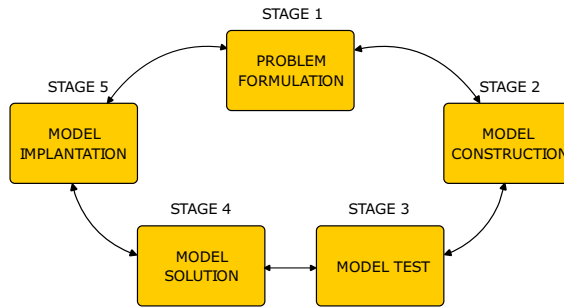 STAGE 1
PROBLEM
FORMULATION
STAGE 2
MODEL
CONSTRUCTION
STAGE 3
MODEL TEST
STAGE 4
MODEL
SOLUTION
STAGE 5
MODEL
IMPLANTATION